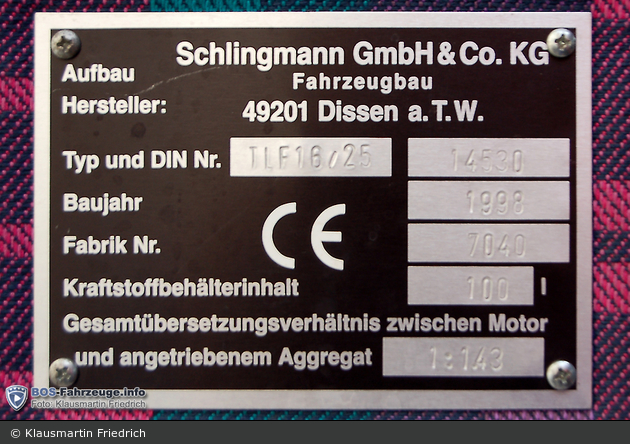 Schlingmann GmbH & Co. KG
Aufbau Fahrzeugbau
Hersteller: 49201 Dissen a.T.W.
Typ und DIN Nr. TLF16/25 14530
Baujahr 1998
CE
Fabrik Nr. 7040
Kraftstoffbehälterinhalt 100 l
Gesamtübersetzungsverhältnis zwischen Motor
und angetriebenem Aggregat 1:1.43
BOS-Fahrzeuge.info
Foto: Klausmartin Friedrich
© Klausmartin Friedrich